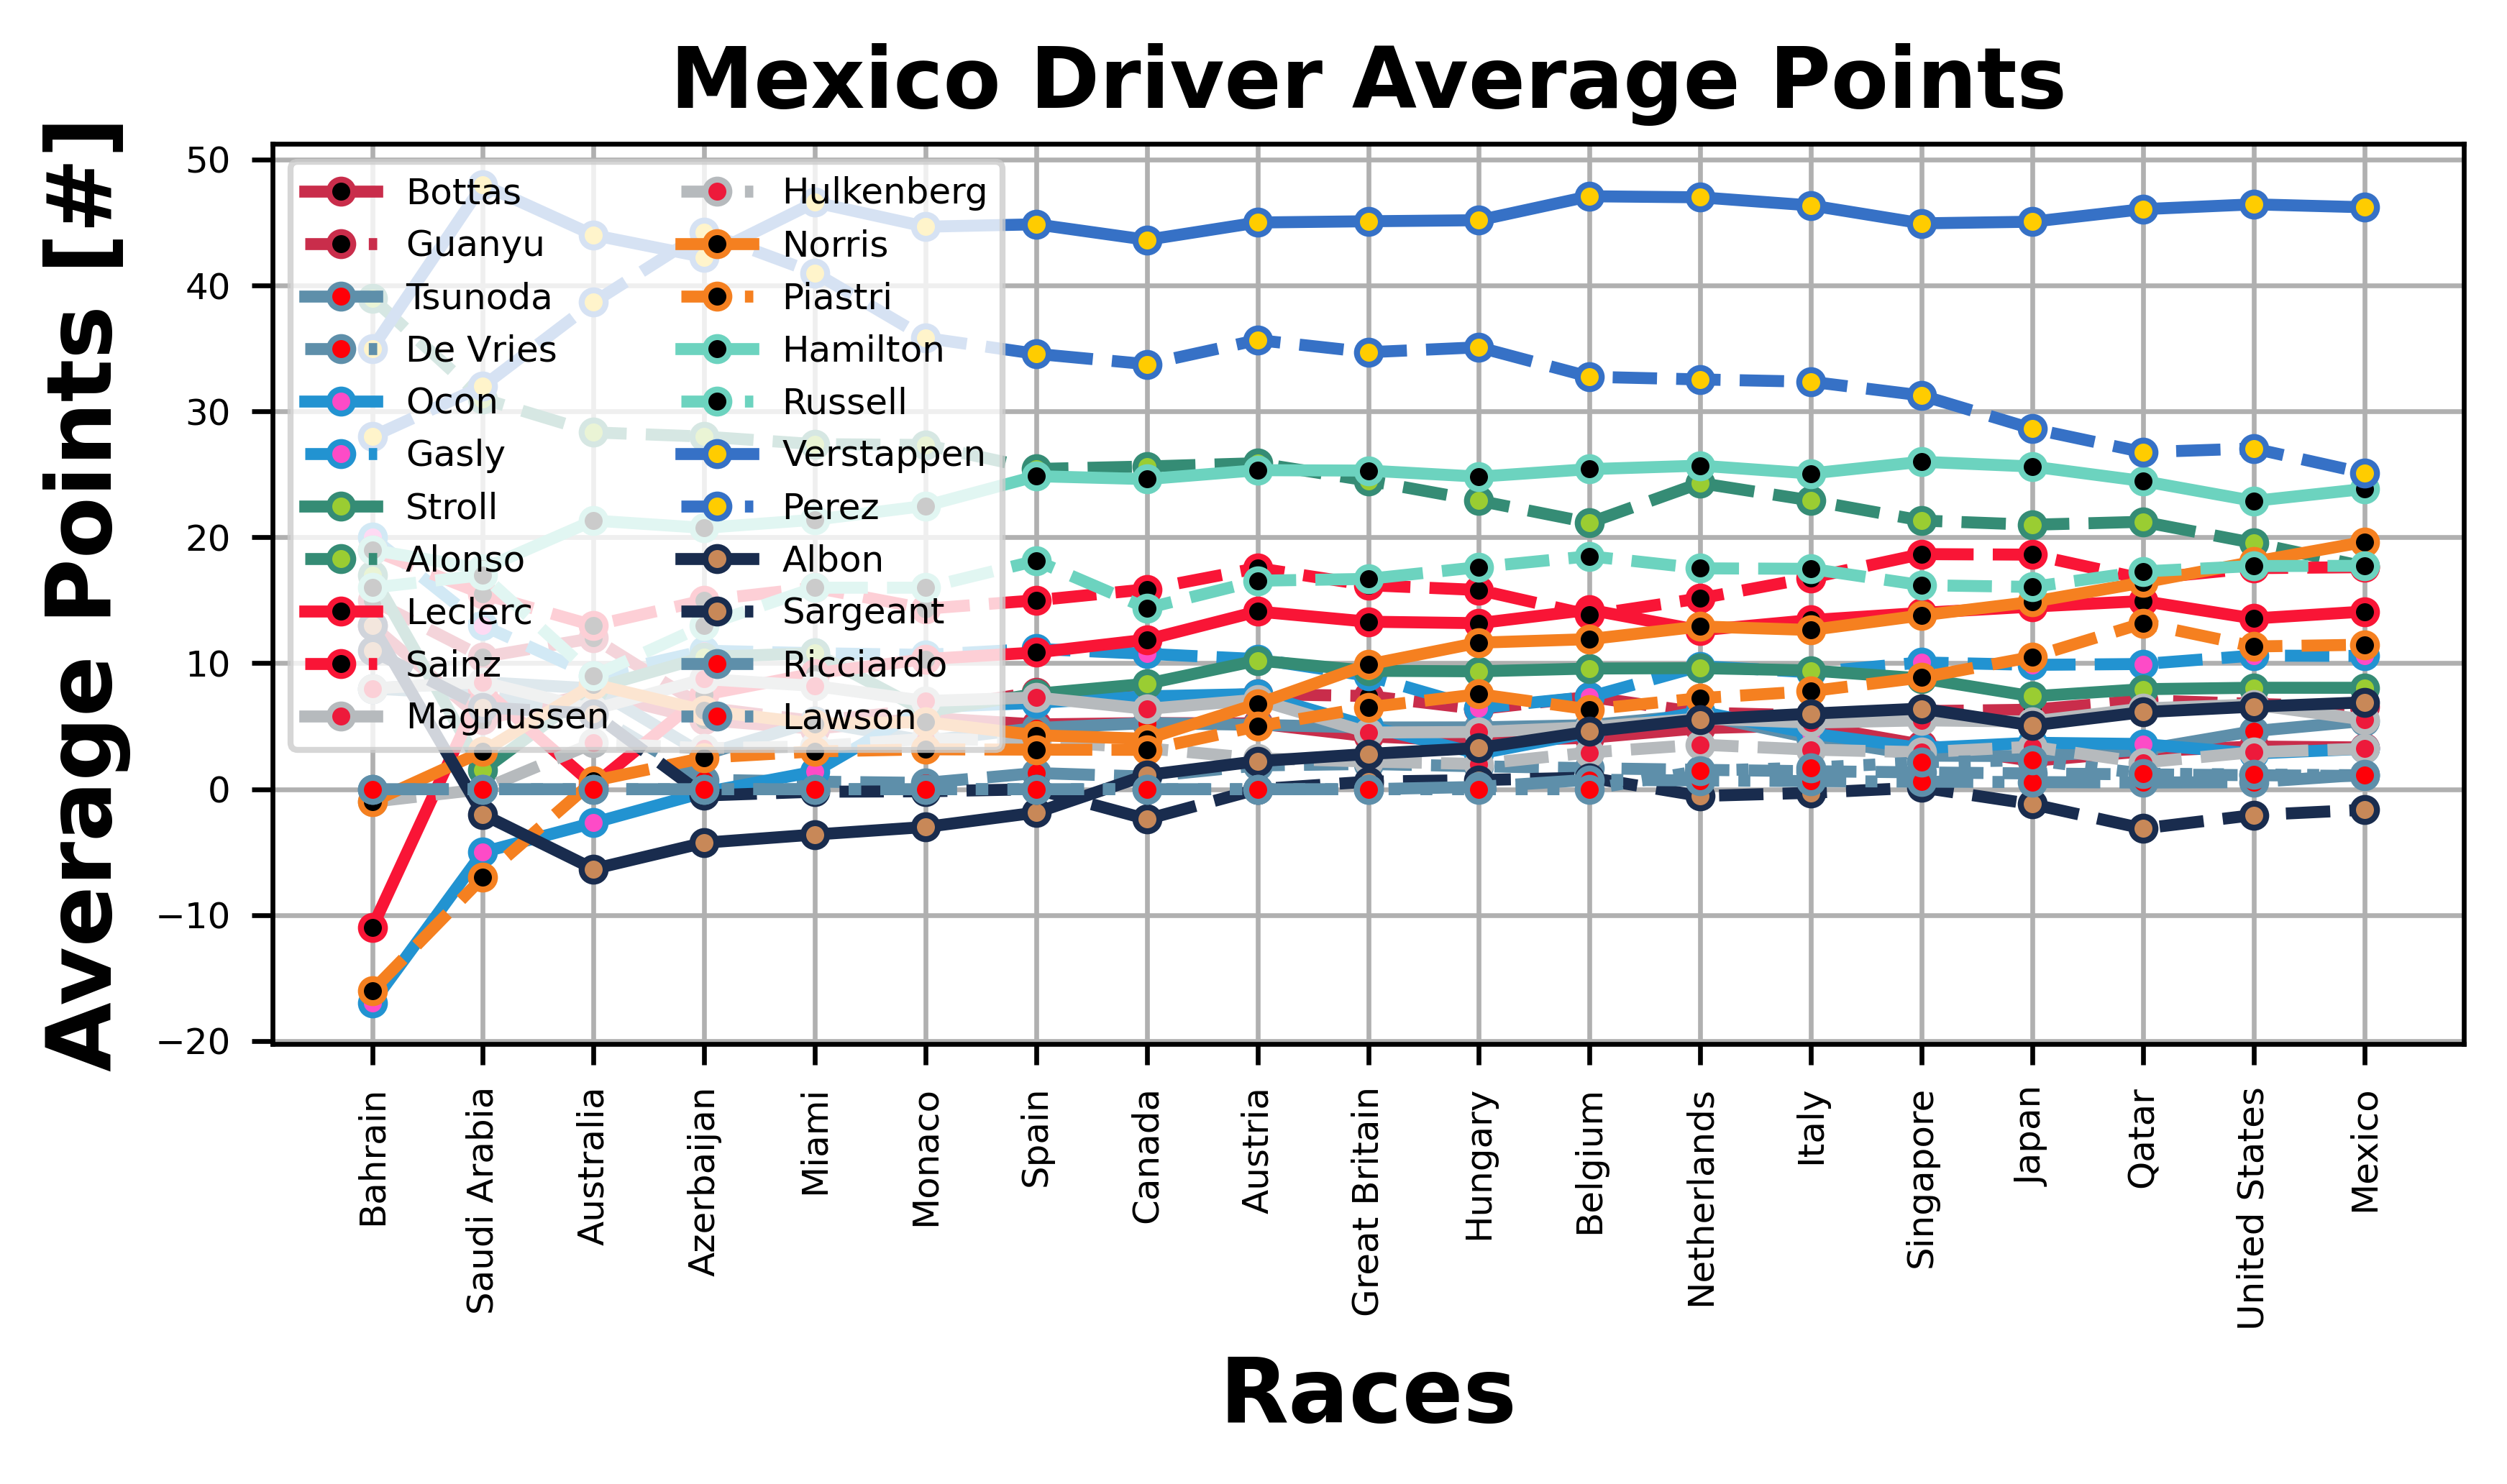 Mexico Driver Average Points
Average Points [#]
50
40
30
20
10
0
−10
−20
Bottas
Guanyu
Tsunoda
De Vries
Ocon
Gasly
Stroll
Alonso
Leclerc
Sainz
Magnussen
Hulkenberg
Norris
Piastri
Hamilton
Russell
Verstappen
Perez
Albon
Sargeant
Ricciardo
Lawson
Bahrain
Saudi Arabia
Australia
Azerbaijan
Miami
Monaco
Spain
Canada
Austria
Great Britain
Hungary
Belgium
Netherlands
Italy
Singapore
Japan
Qatar
United States
Mexico
Races